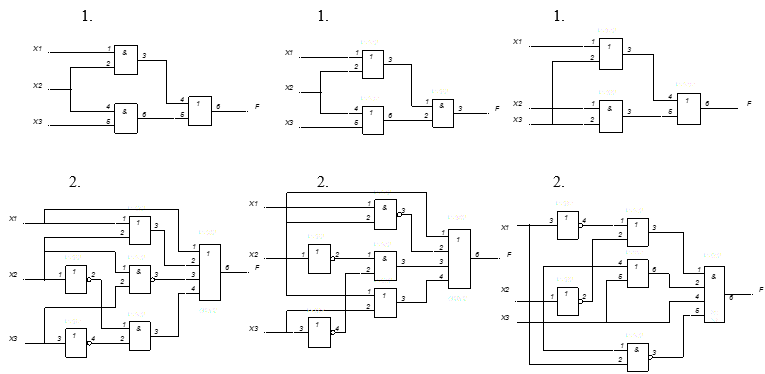 1. 1. 1.
X1 1 & 3
2
X2
4 & 6
X3 5
4 1 6 F
5
X1 1 1 3
2
X2
4 1 6
X3 5
1 & 3 F
2
X1 1 1 3
2
X2 1 & 3
X3 2
4 1 6 F
5
2. 2. 2.
X1 1 1 3
2
X2 1 1 2
1 & 3
2
X3 3 1 4
1 & 3
2
1 1 6 F
2
3
4
X1 1 & 3
2
X2 1 1 2
1 & 3
2
1 3
X3 3 1 4
1 1 6 F
2
3
4
X1 3 1 4
1 1 3
2
4 1 6
5
X2 1 1 2
X3
1 & 3
2
1 & 6 F
2
4
5